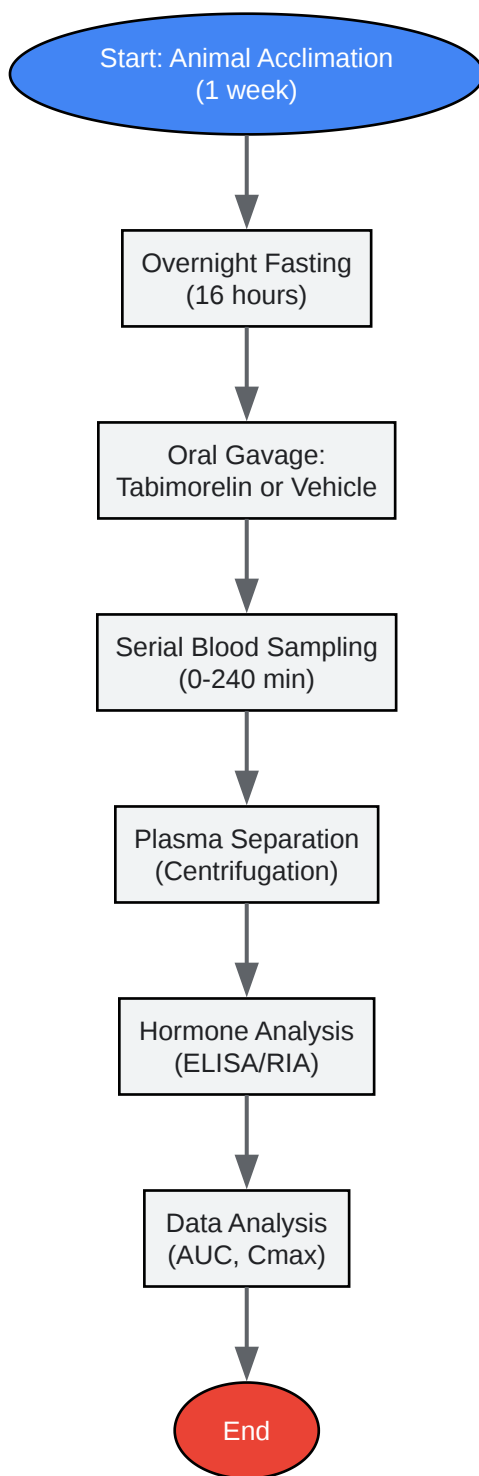 Start: Animal Acclimation
(1 week)
Overnight Fasting
(16 hours)
Oral Gavage:
Tabimorelin or Vehicle
Serial Blood Sampling
(0-240 min)
Plasma Separation
(Centrifugation)
Hormone Analysis
(ELISA/RIA)
Data Analysis
(AUC, Cmax)
End